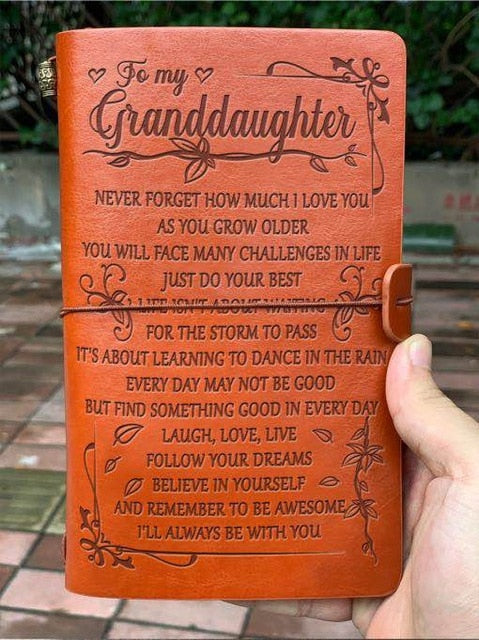 To my
Granddaughter
NEVER FORGET HOW MUCH I LOVE YOU
AS YOU GROW OLDER
YOU WILL FACE MANY CHALLENGES IN LIFE
JUST DO YOUR BEST
LIFE ISN'T ABOUT WAITING
FOR THE STORM TO PASS
IT'S ABOUT LEARNING TO DANCE IN THE RAIN
EVERY DAY MAY NOT BE GOOD
BUT FIND SOMETHING GOOD IN EVERY DAY
LAUGH, LOVE, LIVE
FOLLOW YOUR DREAMS
BELIEVE IN YOURSELF
AND REMEMBER TO BE AWESOME
I'LL ALWAYS BE WITH YOU